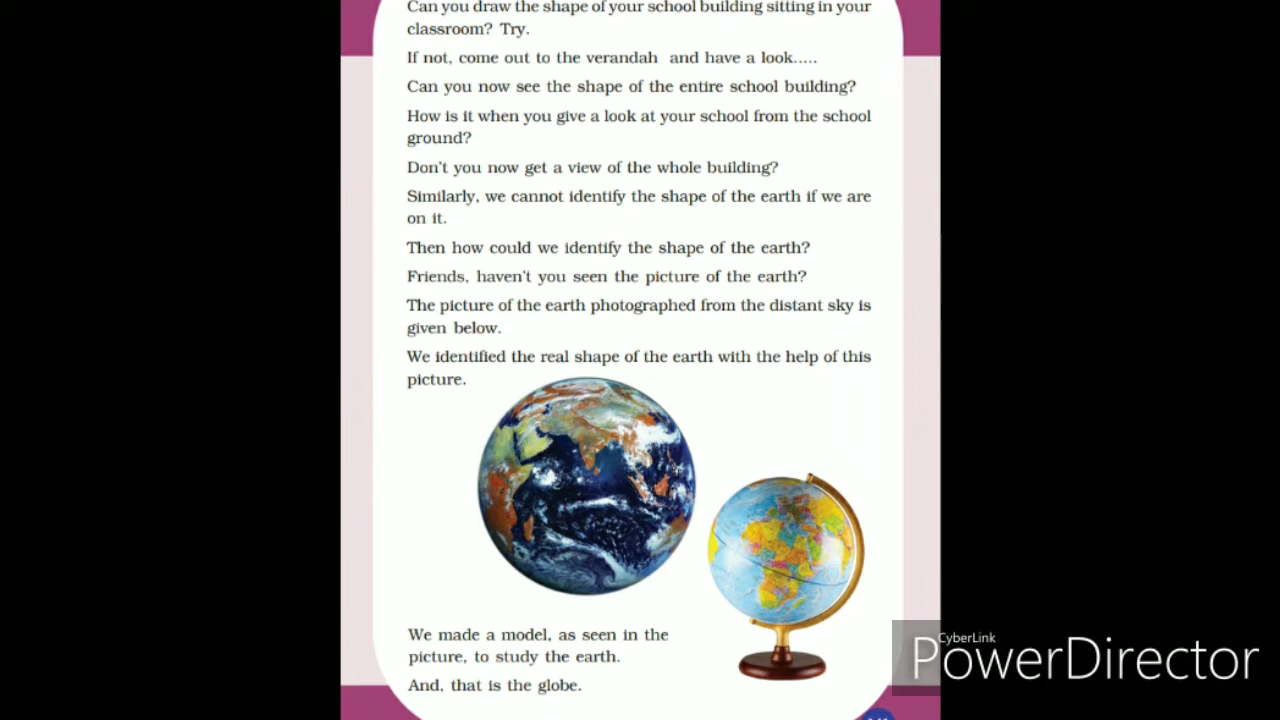 Can you draw the shape of your school building sitting in your
classroom? Try.
If not, come out to the verandah and have a look.....
Can you now see the shape of the entire school building?
How is it when you give a look at your school from the school
ground?
Don't you now get a view of the whole building?
Similarly, we cannot identify the shape of the earth if we are
on it.
Then how could we identify the shape of the earth?
Friends, haven't you seen the picture of the earth?
The picture of the earth photographed from the distant sky is
given below.
We identified the real shape of the earth with the help of this
picture.
We made a model, as seen in the
picture, to study the earth.
And, that is the globe.
CyberLink
PowerDirector